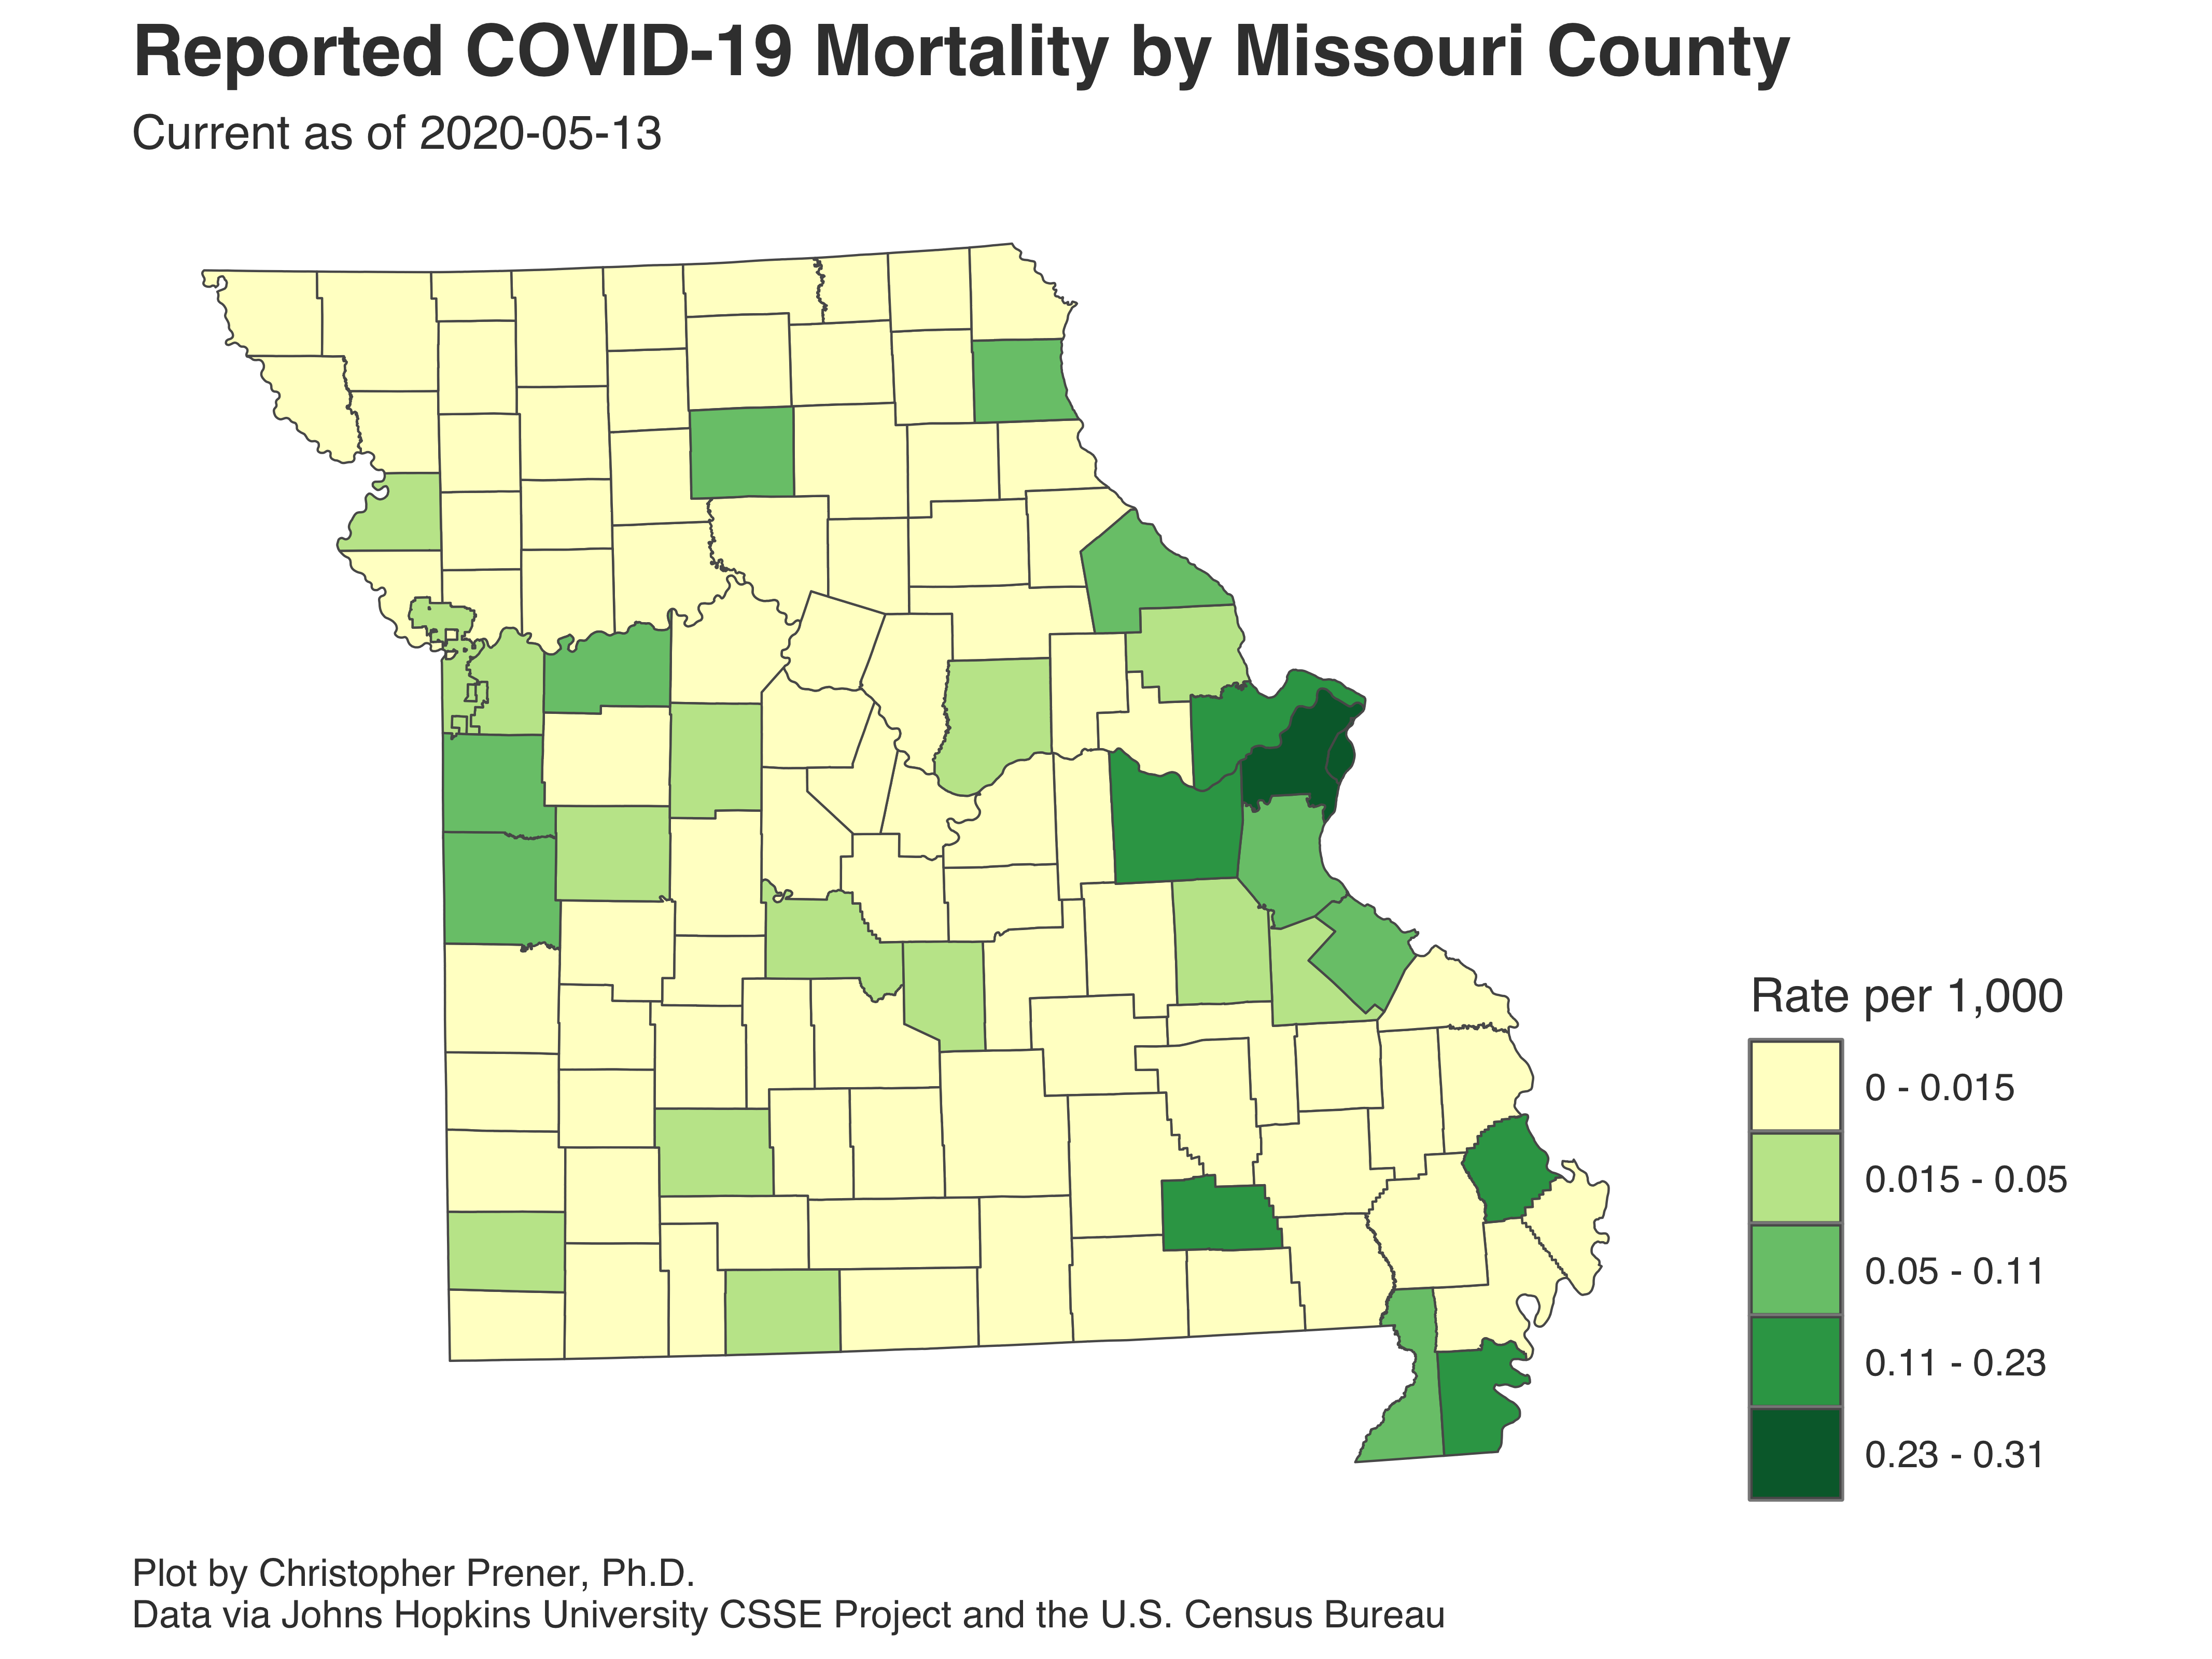 Reported COVID-19 Mortality by Missouri County
Current as of 2020-05-13
Rate per 1,000
0 - 0.015
0.015 - 0.05
0.05 - 0.11
0.11 - 0.23
0.23 - 0.31
Plot by Christopher Prener, Ph.D.
Data via Johns Hopkins University CSSE Project and the U.S. Census Bureau